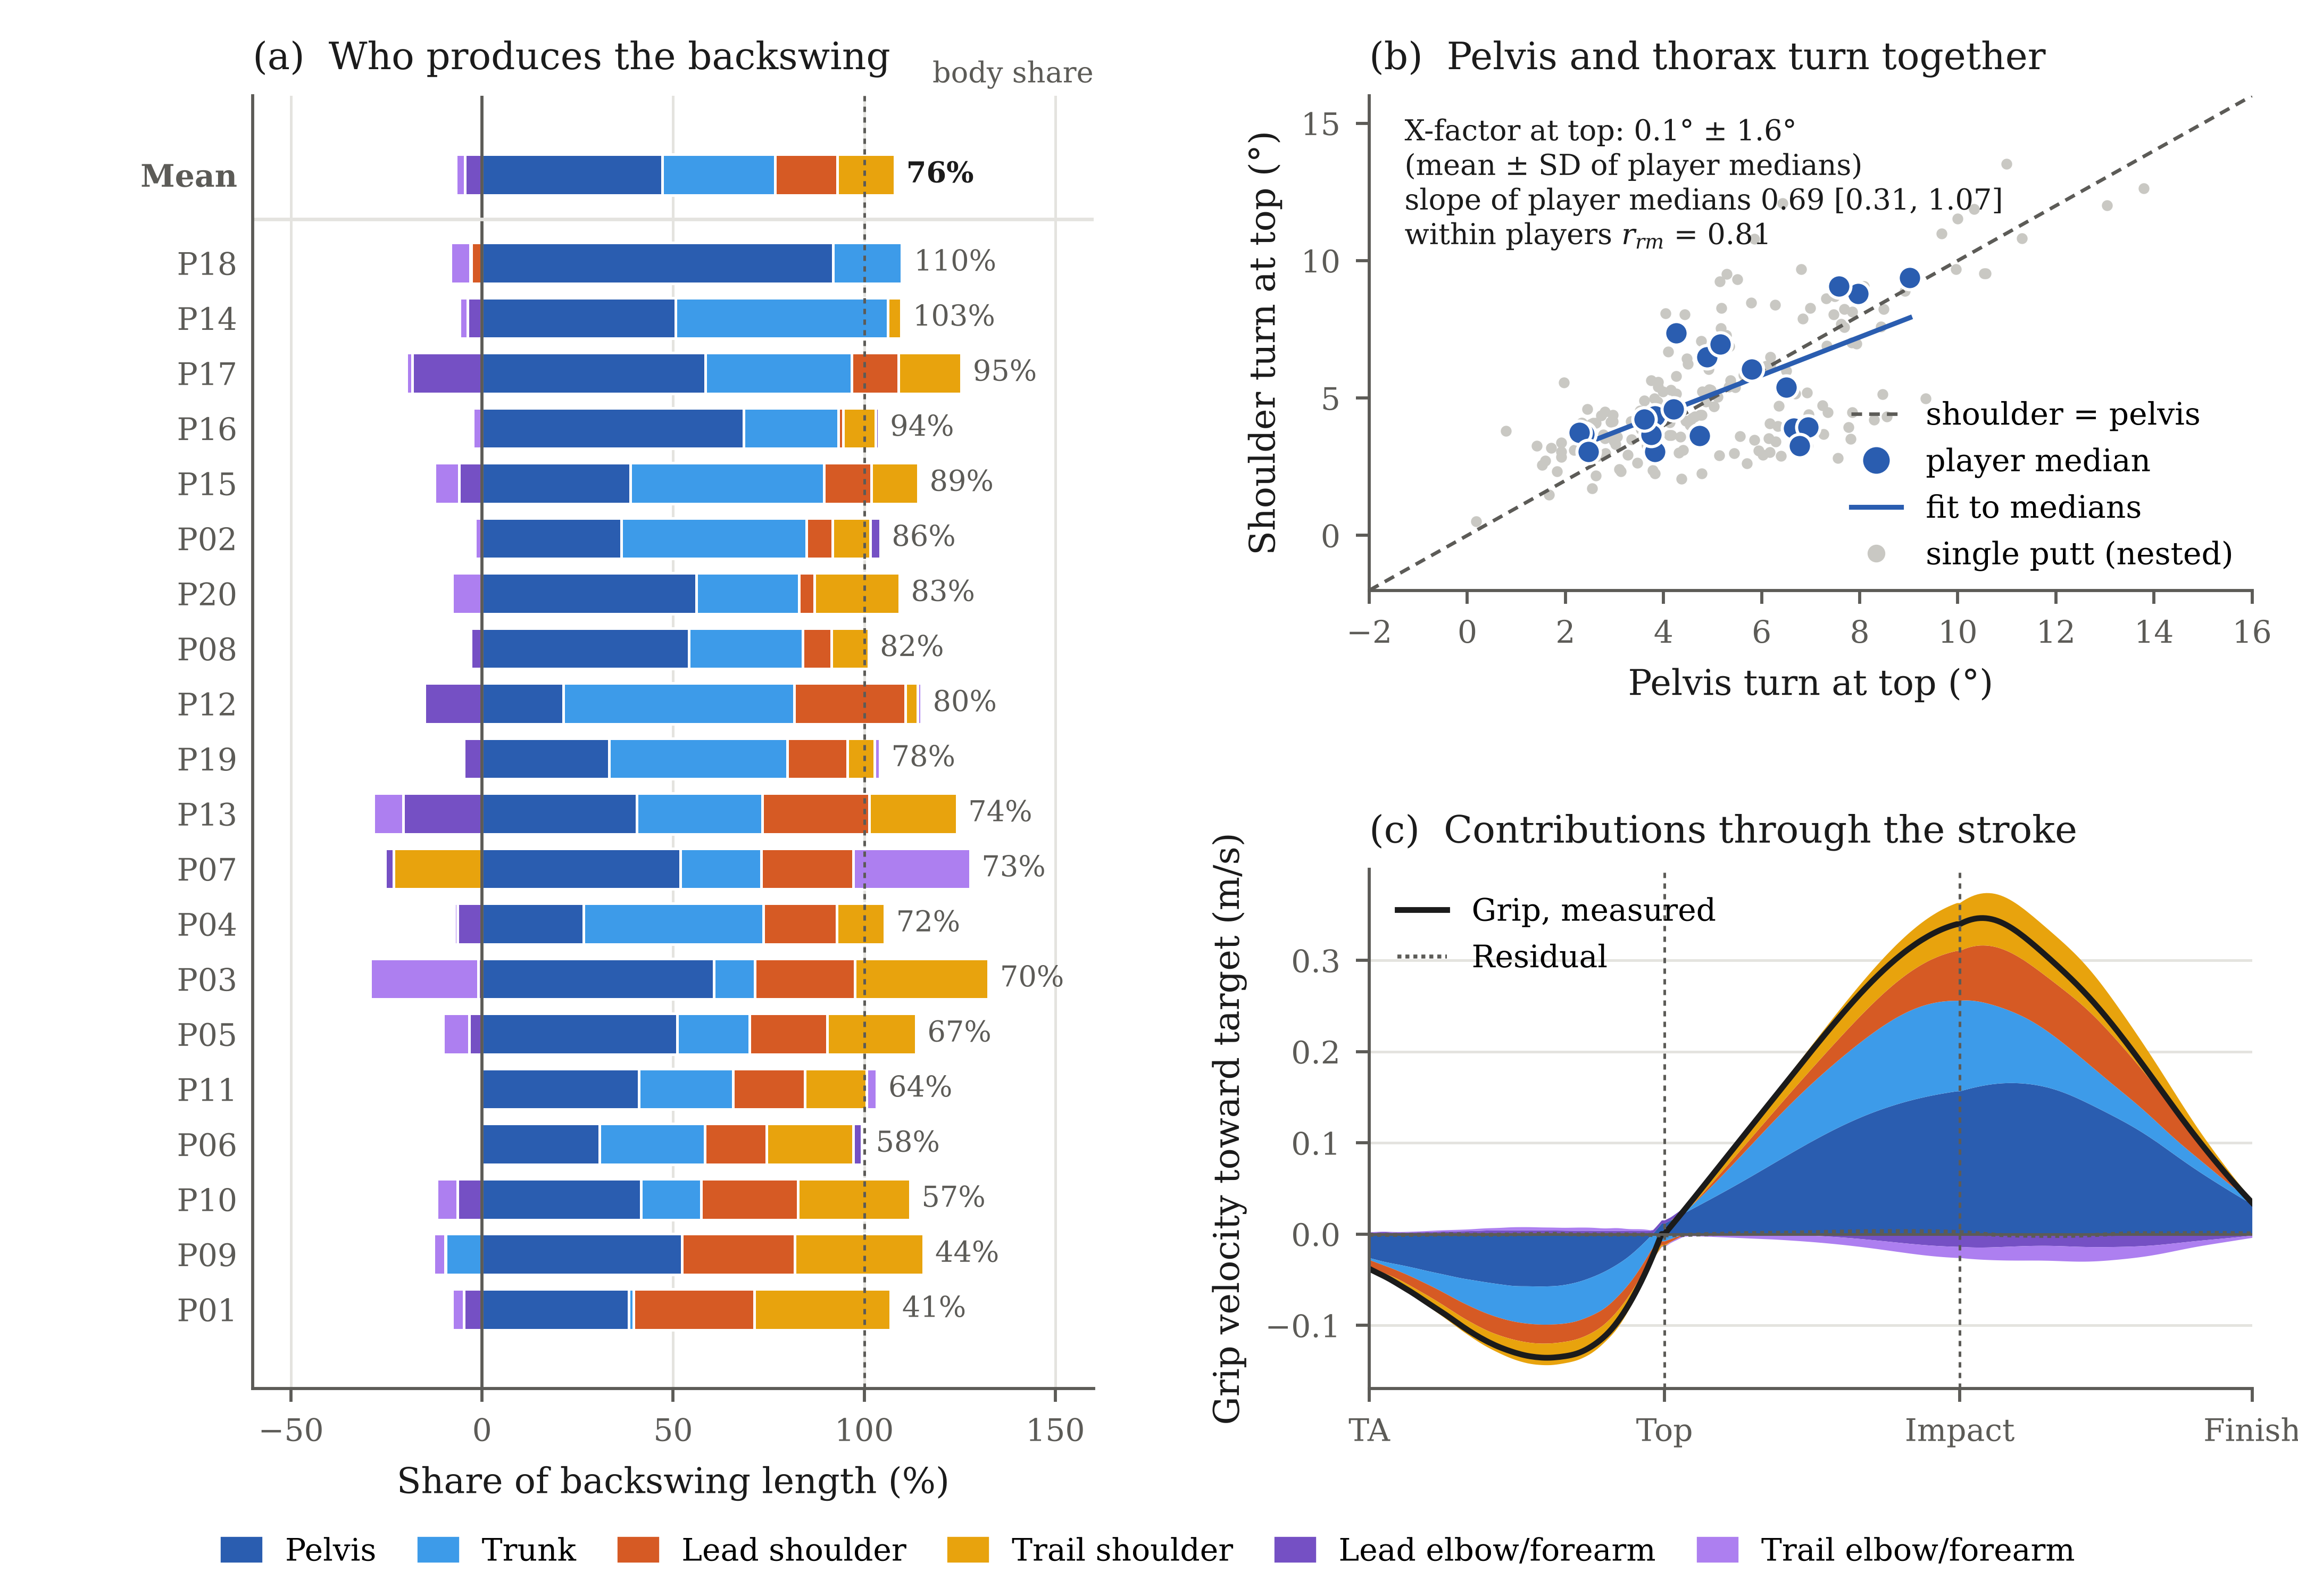 (a) Who produces the backswing
body share
Mean
76%
P18
110%
P14
103%
P17
95%
P16
94%
P15
89%
P02
86%
P20
83%
P08
82%
P12
80%
P19
78%
P13
74%
P07
73%
P04
72%
P03
70%
P05
67%
P11
64%
P06
58%
P10
57%
P09
44%
P01
41%
−50 0 50 100 150
Share of backswing length (%)
(b) Pelvis and thorax turn together
X-factor at top: 0.1° ± 1.6°
(mean ± SD of player medians)
slope of player medians 0.69 [0.31, 1.07]
within players r_rm = 0.81
Shoulder turn at top (°)
15
10
5
0
shoulder = pelvis
player median
fit to medians
single putt (nested)
−2 0 2 4 6 8 10 12 14 16
Pelvis turn at top (°)
(c) Contributions through the stroke
Grip velocity toward target (m/s)
Grip, measured
Residual
0.3
0.2
0.1
0.0
−0.1
TA Top Impact Finish
Pelvis Trunk Lead shoulder Trail shoulder Lead elbow/forearm Trail elbow/forearm